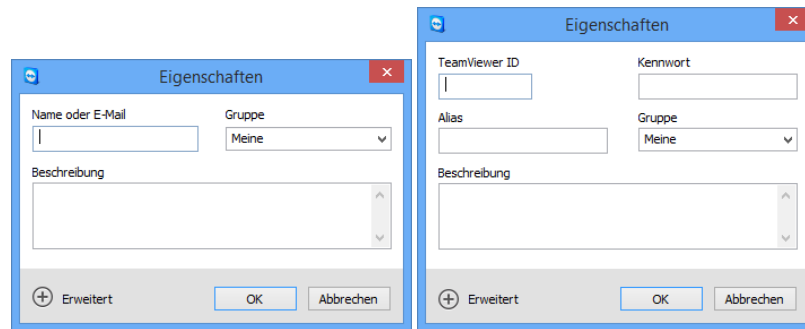 Eigenschaften
Name oder E-Mail
Gruppe
Meine
Beschreibung
Erweitert
OK
Abbrechen
Eigenschaften
TeamViewer ID
Kennwort
Alias
Gruppe
Meine
Beschreibung
Erweitert
OK
Abbrechen